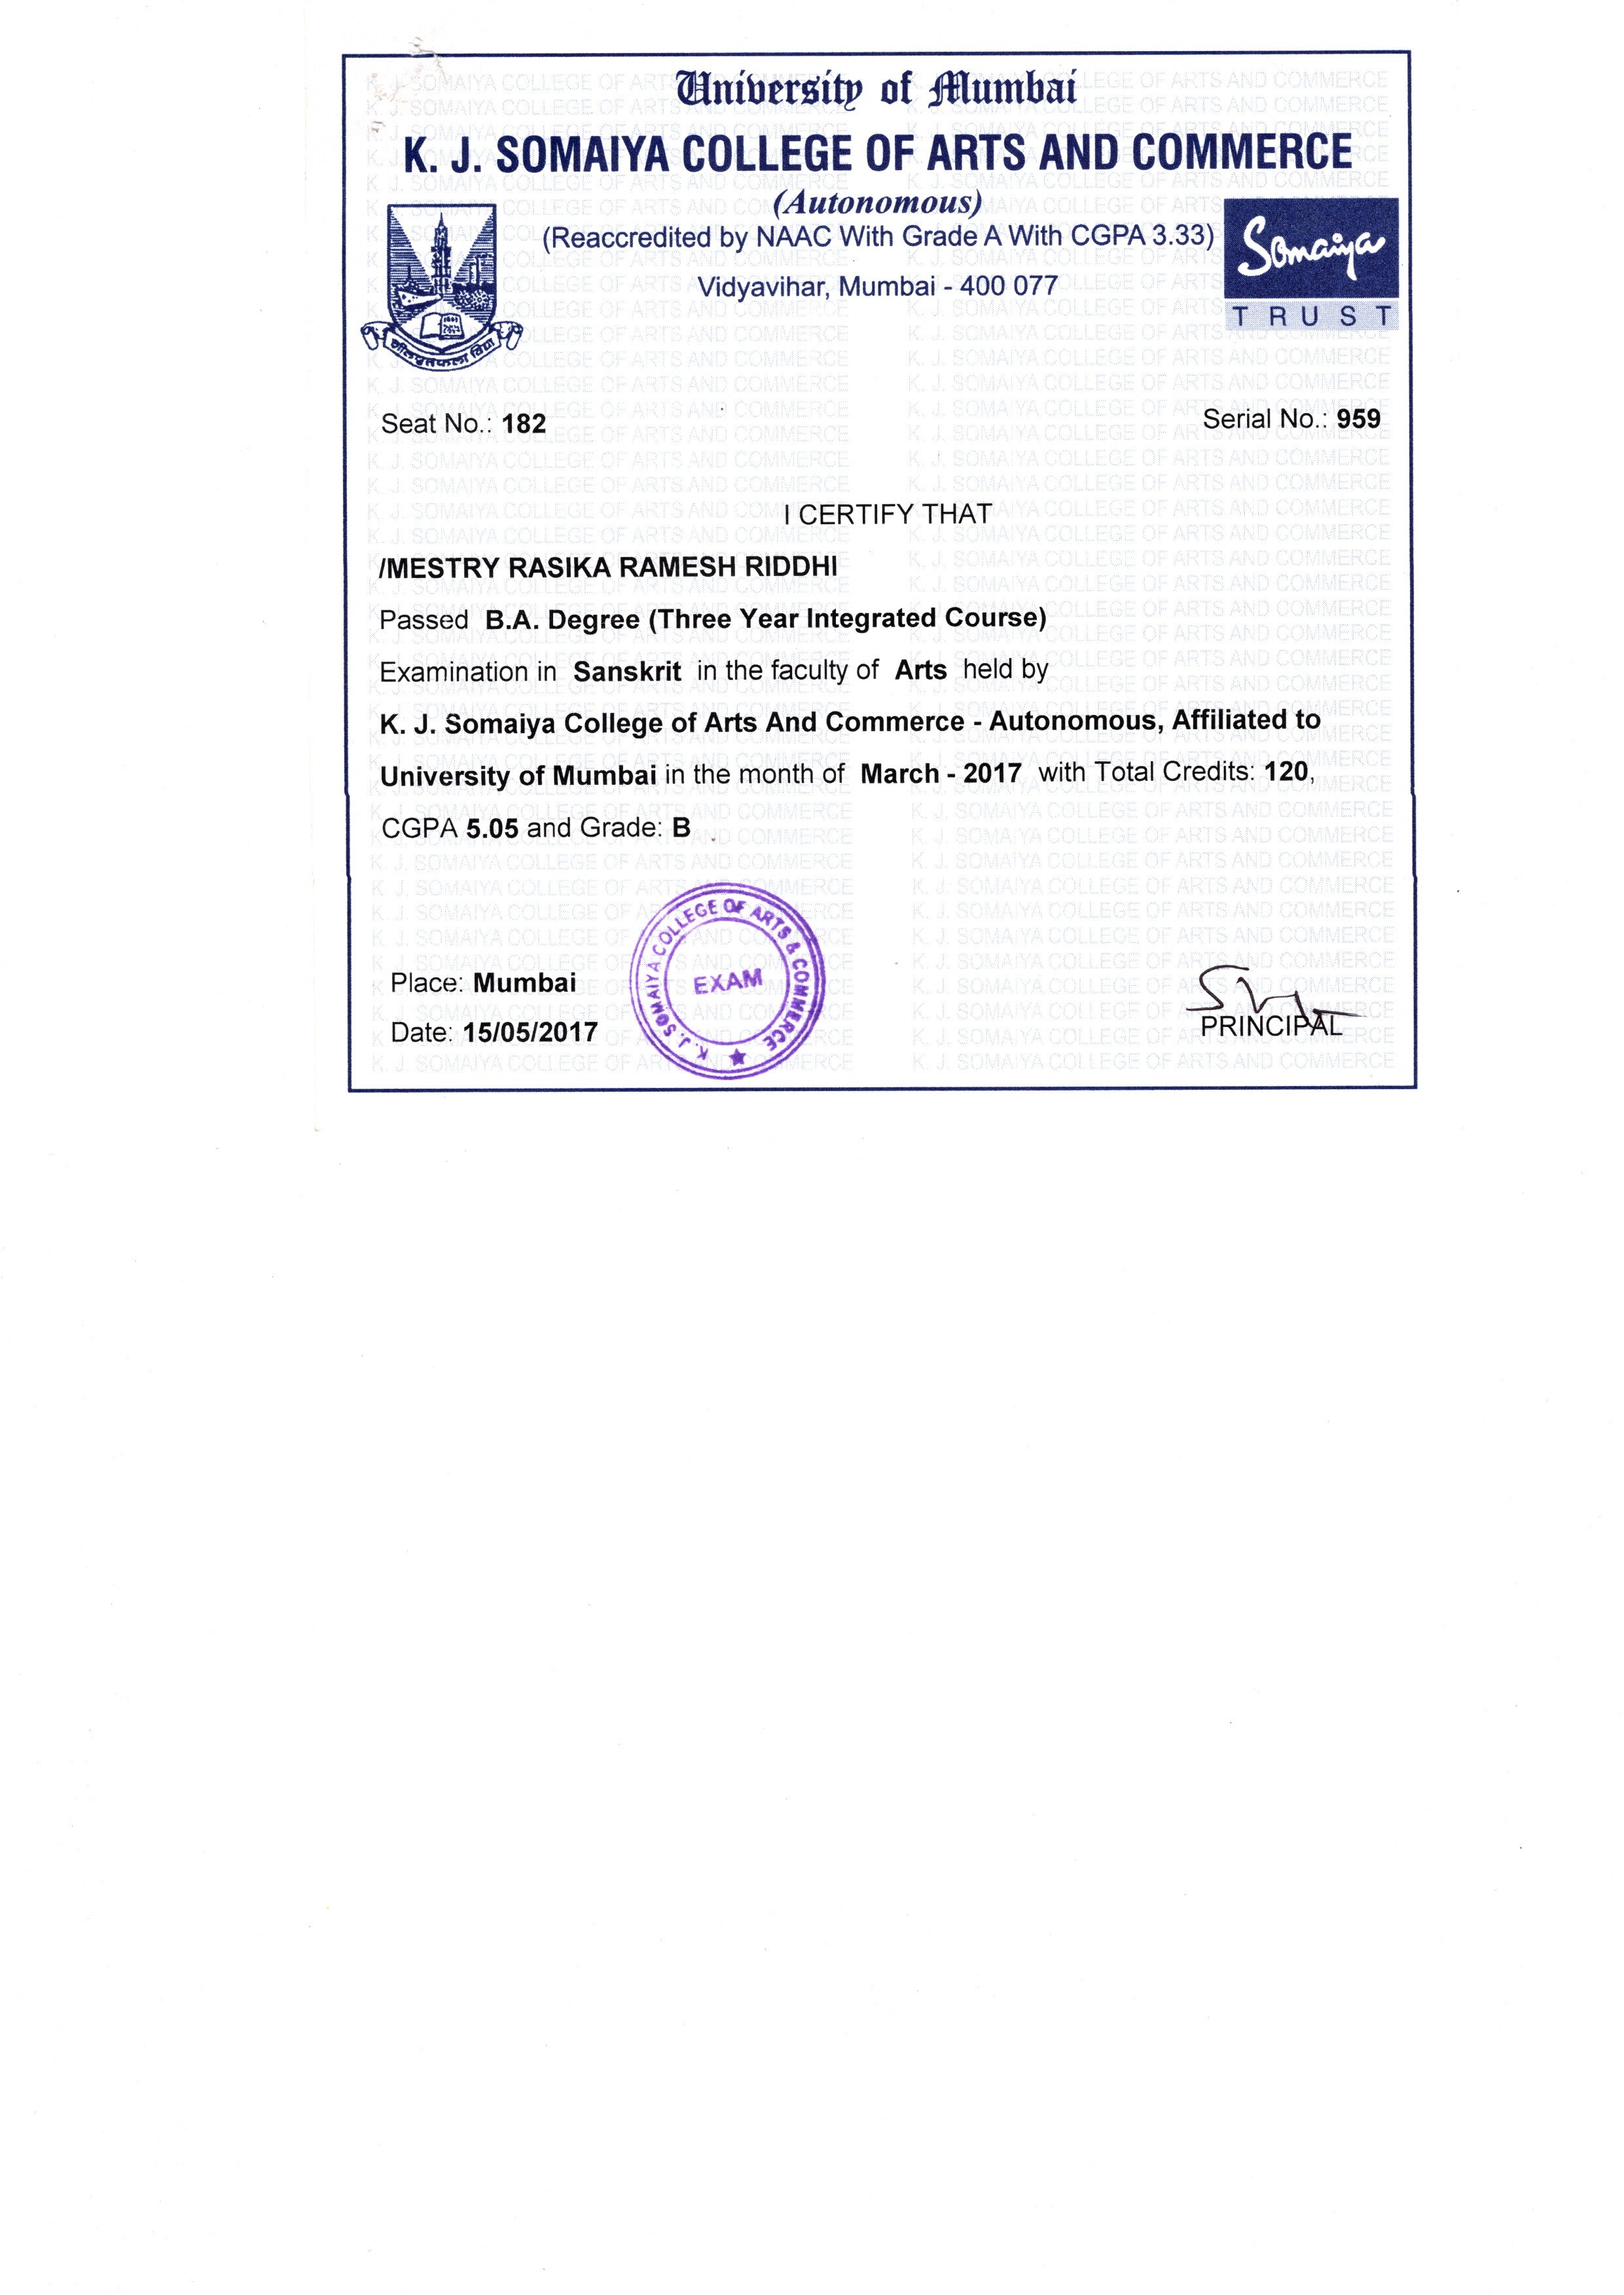 University of Mumbai
K. J. SOMAIYA COLLEGE OF ARTS AND COMMERCE
(Autonomous)
(Reaccredited by NAAC With Grade A With CGPA 3.33)
Vidyavihar, Mumbai - 400 077
Somaiya
TRUST
Seat No.: 182
Serial No.: 959
I CERTIFY THAT
/MESTRY RASIKA RAMESH RIDDHI
Passed B.A. Degree (Three Year Integrated Course)
Examination in Sanskrit in the faculty of Arts held by
K. J. Somaiya College of Arts And Commerce - Autonomous, Affiliated to
University of Mumbai in the month of March - 2017 with Total Credits: 120,
CGPA 5.05 and Grade: B
Place: Mumbai
Date: 15/05/2017
K. J. SOMAIYA COLLEGE OF ARTS & COMMERCE
EXAM
PRINCIPAL